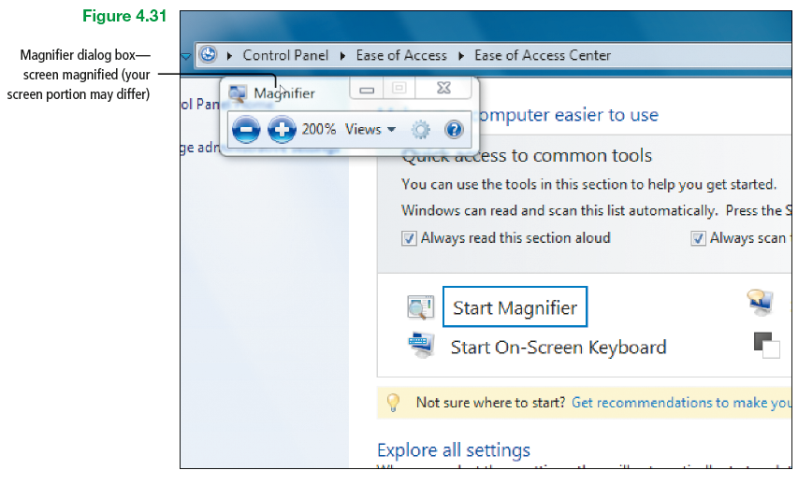 Figure 4.31
Magnifier dialog box—
screen magnified (your
screen portion may differ)
Control Panel Ease of Access Ease of Access Center
Magnifier
200% Views
ol Pan
ge adm
omputer easier to use
Quick access to common tools
You can use the tools in this section to help you get started.
Windows can read and scan this list automatically. Press the S
Always read this section aloud
Always scan
Start Magnifier
Start On-Screen Keyboard
Not sure where to start? Get recommendations to make you
Explore all settings